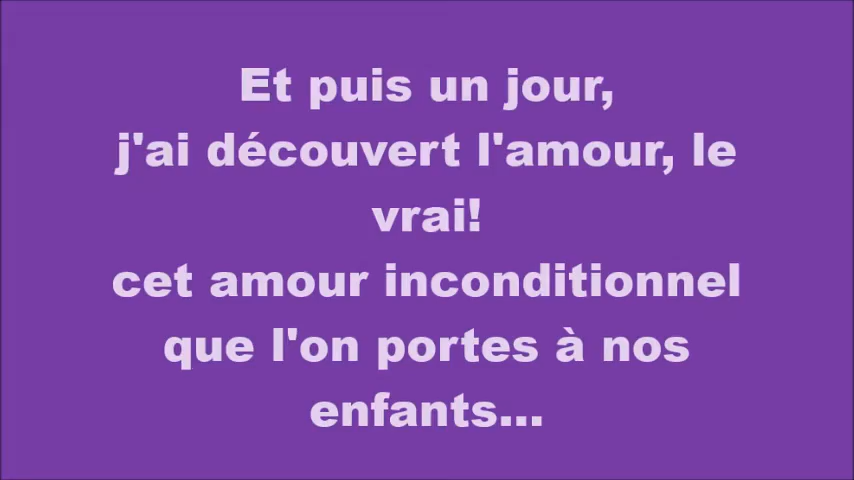 Et puis un jour,
j'ai découvert l'amour, le
vrai!
cet amour inconditionnel
que l'on portes à nos
enfants...